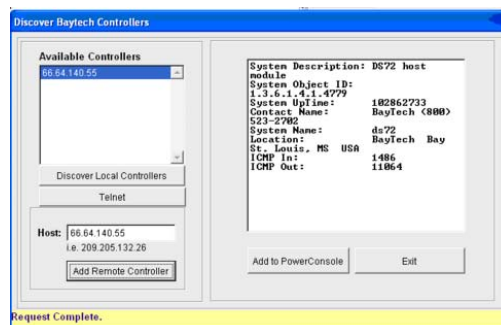 Discover Baytech Controllers
Available Controllers
66.64.140.55
Discover Local Controllers
Telnet
Host: 66.64.140.55
i.e. 209.205.132.26
Add Remote Controller
System Description: DS72 host
module
System Object ID:
1.3.6.1.4.1.4779
System UpTime: 102862733
Contact Name: BayTech (800)
523-2702
System Name: ds72
Location: BayTech Bay
St. Louis, MS USA
ICMP In: 1486
ICMP Out: 11064
Add to PowerConsole
Exit
Request Complete.